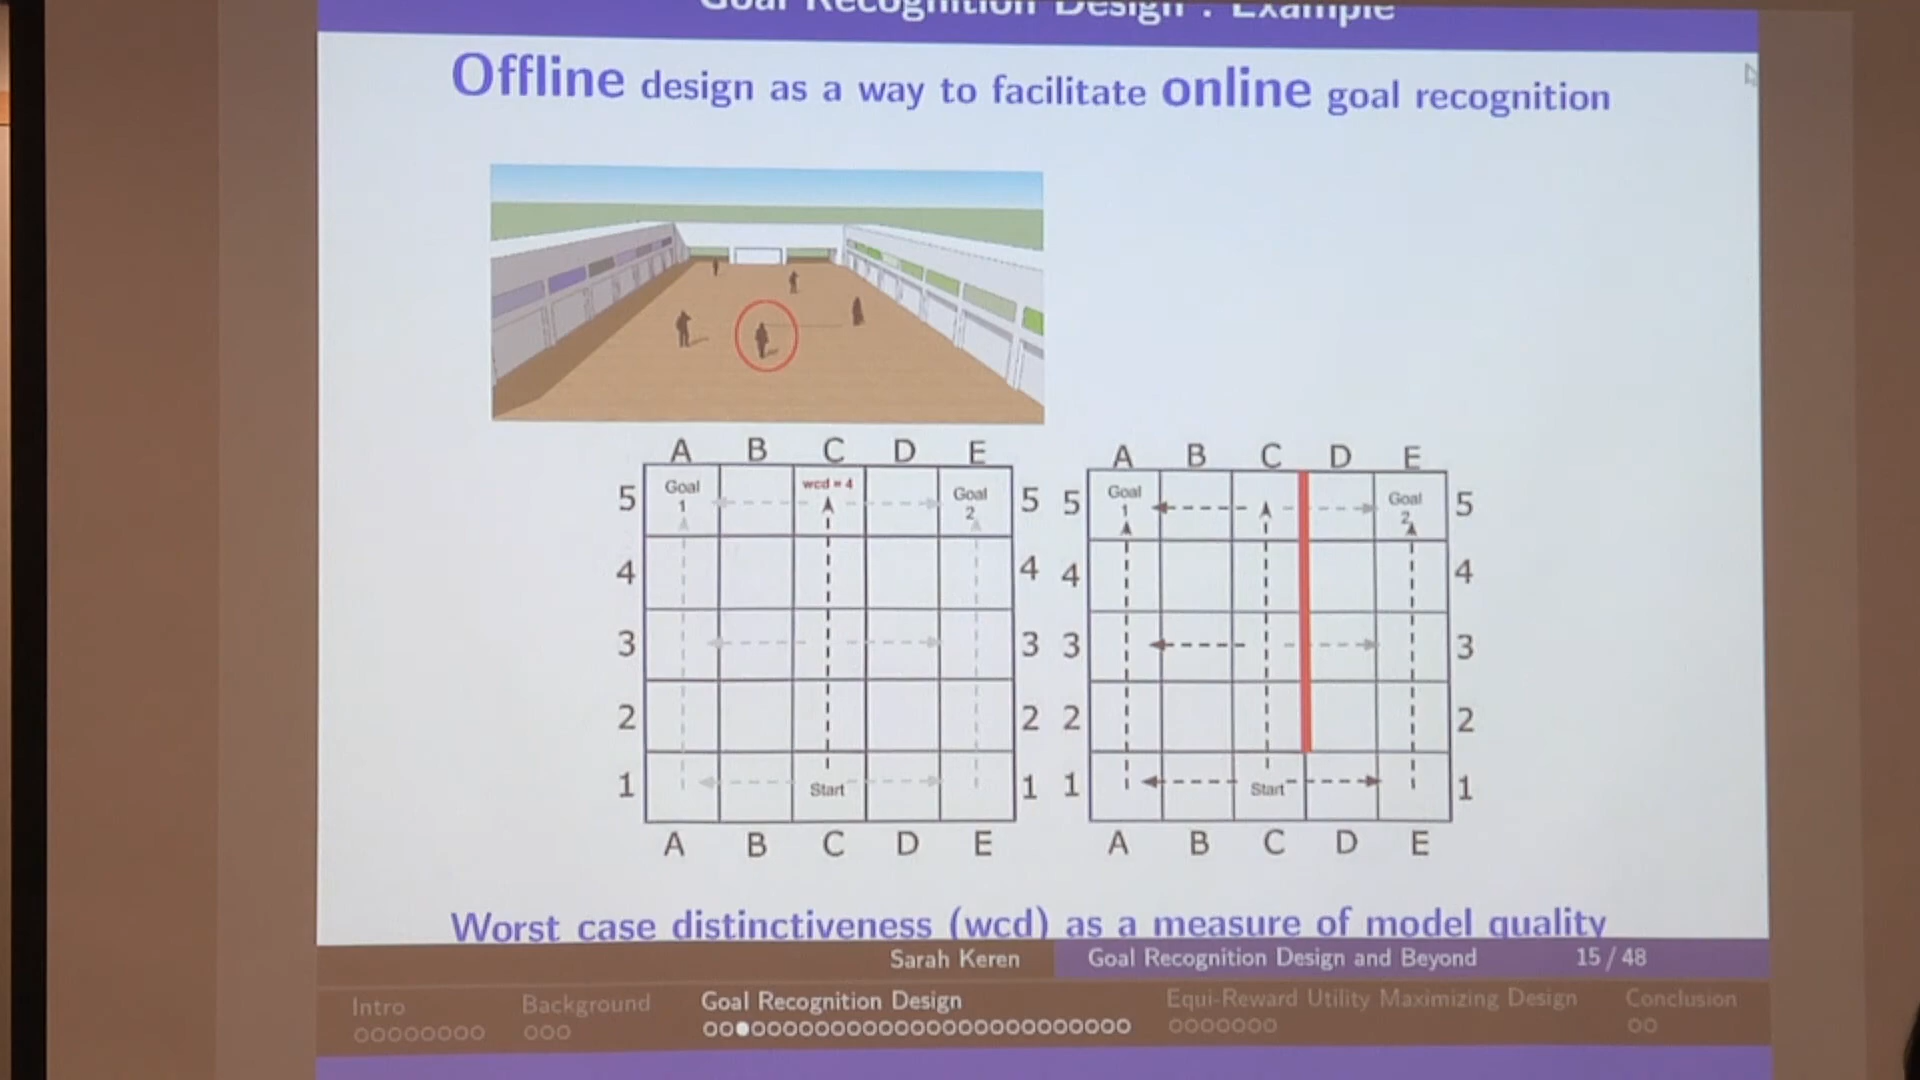 Goal Recognition Design : Example
Offline design as a way to facilitate online goal recognition
A B C D E
A B C D E
5 Goal 1 wcd = 4 Goal 2 5
5 Goal 1 Goal 2 5
4 4
4 4
3 3
3 3
2 2
2 2
1 Start 1
1 Start 1
A B C D E
A B C D E
Worst case distinctiveness (wcd) as a measure of model quality
Sarah Keren Goal Recognition Design and Beyond 15 / 48
Intro Background Goal Recognition Design Equi-Reward Utility Maximizing Design Conclusion